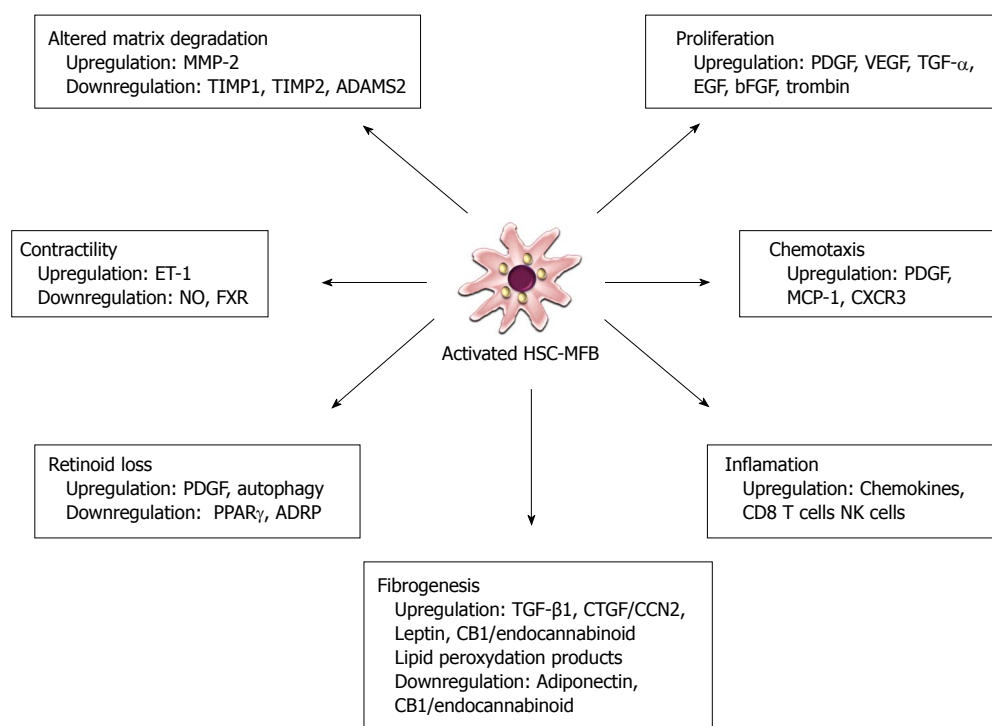 Altered matrix degradation
Upregulation: MMP-2
Downregulation: TIMP1, TIMP2, ADAMS2
Proliferation
Upregulation: PDGF, VEGF, TGF-α,
EGF, bFGF, trombin
Contractility
Upregulation: ET-1
Downregulation: NO, FXR
Chemotaxis
Upregulation: PDGF,
MCP-1, CXCR3
Activated HSC-MFB
Retinoid loss
Upregulation: PDGF, autophagy
Downregulation: PPARγ, ADRP
Inflamation
Upregulation: Chemokines,
CD8 T cells NK cells
Fibrogenesis
Upregulation: TGF-β1, CTGF/CCN2,
Leptin, CB1/endocannabinoid
Lipid peroxydation products
Downregulation: Adiponectin,
CB1/endocannabinoid